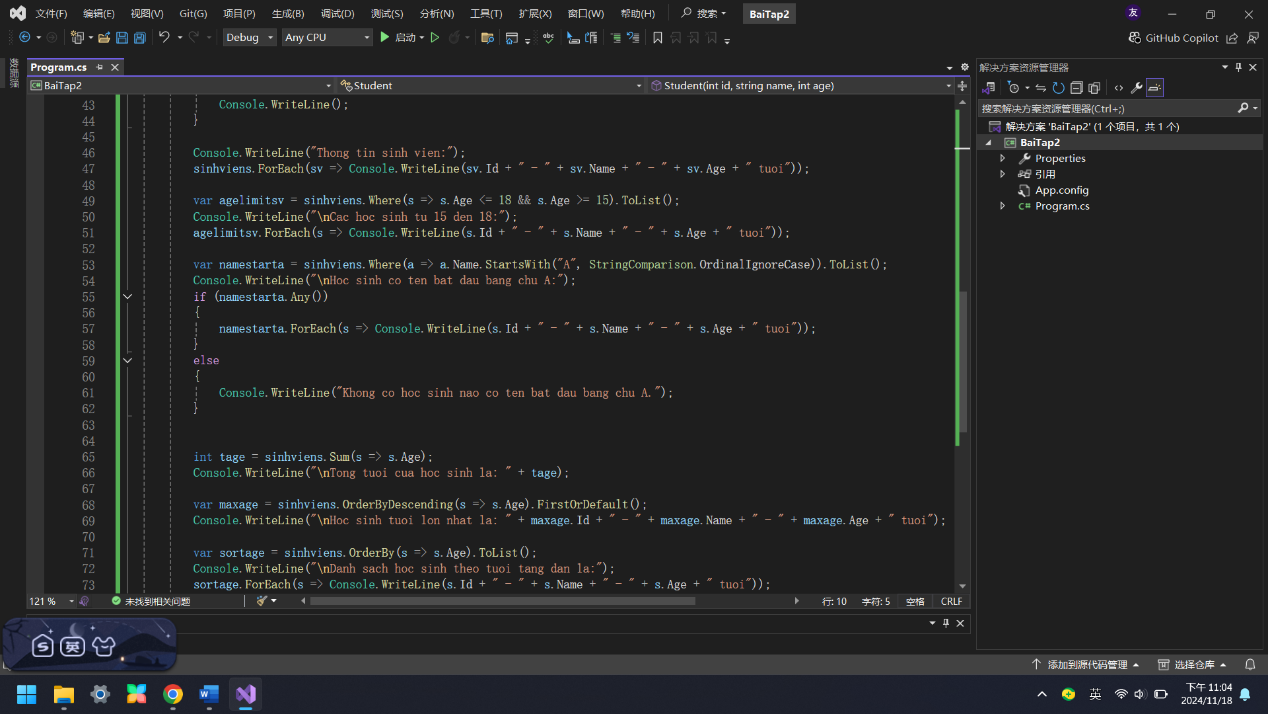 文件(F) 编辑(E) 视图(V) Git(G) 项目(P) 生成(B) 调试(D) 测试(S) 分析(N) 工具(T) 扩展(X) 窗口(W) 帮助(H) 搜索 BaiTap2 友
Debug Any CPU 启动 GitHub Copilot
Program.cs
BaiTap2 Student Student(int id, string name, int age)
43 Console.WriteLine();
44 }
45
46 Console.WriteLine("Thong tin sinh vien:");
47 sinhviens.ForEach(sv => Console.WriteLine(sv.Id + " - " + sv.Name + " - " + sv.Age + " tuoi"));
48
49 var agelimitsv = sinhviens.Where(s => s.Age <= 18 && s.Age >= 15).ToList();
50 Console.WriteLine("\nCac hoc sinh tu 15 den 18:");
51 agelimitsv.ForEach(s => Console.WriteLine(s.Id + " - " + s.Name + " - " + s.Age + " tuoi"));
52
53 var namestarta = sinhviens.Where(a => a.Name.StartsWith("A", StringComparison.OrdinalIgnoreCase)).ToList();
54 Console.WriteLine("\nHoc sinh co ten bat dau bang chu A:");
55 if (namestarta.Any())
56 {
57 namestarta.ForEach(s => Console.WriteLine(s.Id + " - " + s.Name + " - " + s.Age + " tuoi"));
58 }
59 else
60 {
61 Console.WriteLine("Khong co hoc sinh nao co ten bat dau bang chu A.");
62 }
63
64
65 int tage = sinhviens.Sum(s => s.Age);
66 Console.WriteLine("\nTong tuoi cua hoc sinh la: " + tage);
67
68 var maxage = sinhviens.OrderByDescending(s => s.Age).FirstOrDefault();
69 Console.WriteLine("\nHoc sinh tuoi lon nhat la: " + maxage.Id + " - " + maxage.Name + " - " + maxage.Age + " tuoi");
70
71 var sortage = sinhviens.OrderBy(s => s.Age).ToList();
72 Console.WriteLine("\nDanh sach hoc sinh theo tuoi tang dan la:");
73 sortage.ForEach(s => Console.WriteLine(s.Id + " - " + s.Name + " - " + s.Age + " tuoi"));
121 % 未找到相关问题 行: 10 字符: 5 空格 CRLF
解决方案资源管理器
搜索解决方案资源管理器(Ctrl+;)
解决方案 'BaiTap2' (1 个项目，共 1 个)
BaiTap2
Properties
引用
App.config
C# Program.cs
S 英
添加到源代码管理 选择仓库
英 下午 11:04
2024/11/18